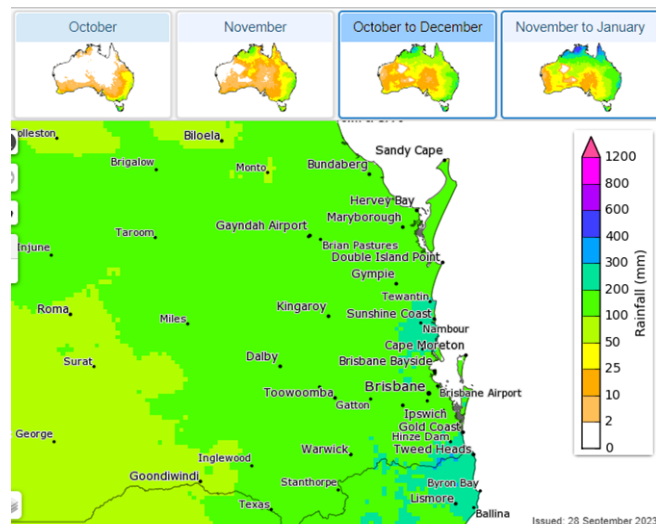 October
November
October to December
November to January
olleston
Biloela
Sandy Cape
Brigalow
Monto
Bundaberg
Hervey Bay
Maryborough
Taroom
Gayndah Airport
Injune
Brian Pastures
Double Island Point
Gympie
Tewantin
Roma
Kingaroy
Sunshine Coast
Miles
Nambour
Cape Moreton
Surat
Dalby
Brisbane Bayside
Brisbane
Brisbane Airport
Toowoomba
Gatton
Ipswich
Gold Coast
George
Hinze Dam
Warwick
Tweed Heads
Inglewood
Goondiwindi
Stanthorpe
Byron Bay
Lismore
Texas
Ballina
1200
800
600
400
300
200
100
50
25
10
2
0
Rainfall (mm)
Issued: 28 September 2023